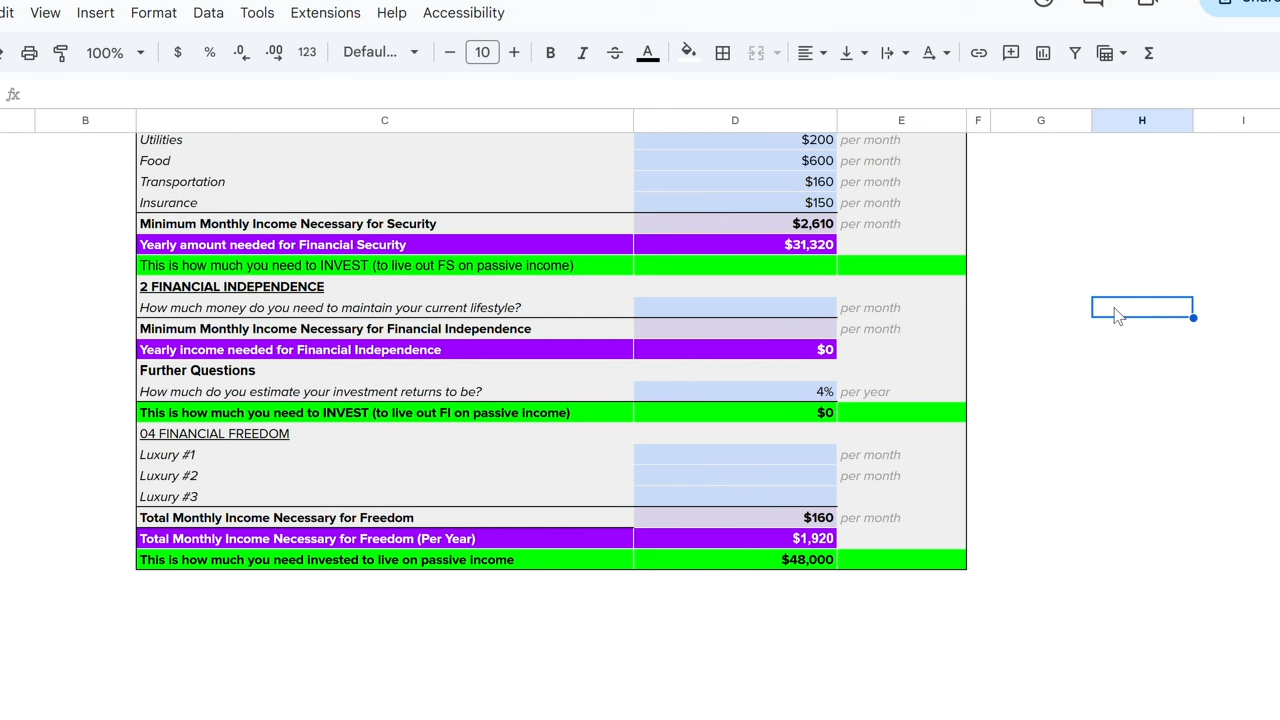 dit View Insert Format Data Tools Extensions Help Accessibility
100% $ % .0 .00 123 Defaul... 10 B I A Σ
fx
B C D E F G H I
Utilities $200 per month
Food $600 per month
Transportation $160 per month
Insurance $150 per month
Minimum Monthly Income Necessary for Security $2,610 per month
Yearly amount needed for Financial Security $31,320
This is how much you need to INVEST (to live out FS on passive income)
2 FINANCIAL INDEPENDENCE
How much money do you need to maintain your current lifestyle? per month
Minimum Monthly Income Necessary for Financial Independence per month
Yearly income needed for Financial Independence $0
Further Questions
How much do you estimate your investment returns to be? 4% per year
This is how much you need to INVEST (to live out FI on passive income) $0
04 FINANCIAL FREEDOM
Luxury #1 per month
Luxury #2 per month
Luxury #3
Total Monthly Income Necessary for Freedom $160 per month
Total Monthly Income Necessary for Freedom (Per Year) $1,920
This is how much you need invested to live on passive income $48,000